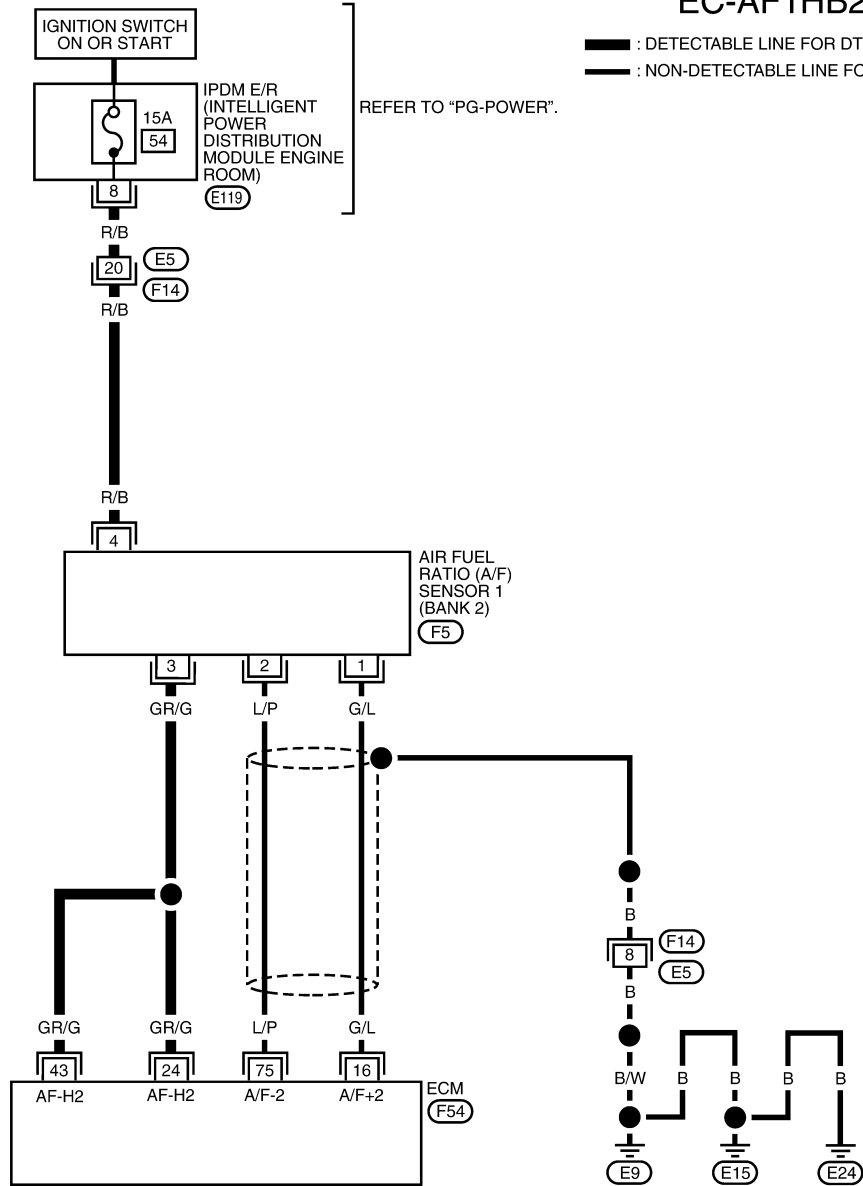 EC-AF1HB2
: DETECTABLE LINE FOR DT
: NON-DETECTABLE LINE FO
IGNITION SWITCH
ON OR START
IPDM E/R
(INTELLIGENT
POWER
DISTRIBUTION
MODULE ENGINE
ROOM)
E119
15A
54
REFER TO “PG-POWER”.
8
R/B
20
E5
F14
R/B
R/B
4
AIR FUEL
RATIO (A/F)
SENSOR 1
(BANK 2)
F5
3 2 1
GR/G L/P G/L
B
8
F14
E5
B
GR/G GR/G L/P G/L
43 24 75 16
AF-H2 AF-H2 A/F-2 A/F+2
ECM
F54
B/W B B B B
E9 E15 E24